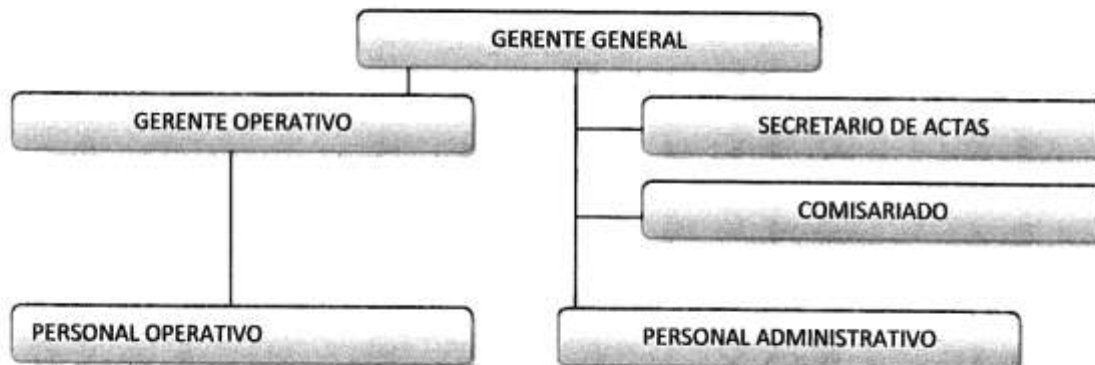 GERENTE GENERAL
GERENTE OPERATIVO
SECRETARIO DE ACTAS
COMISARIADO
PERSONAL OPERATIVO
PERSONAL ADMINISTRATIVO